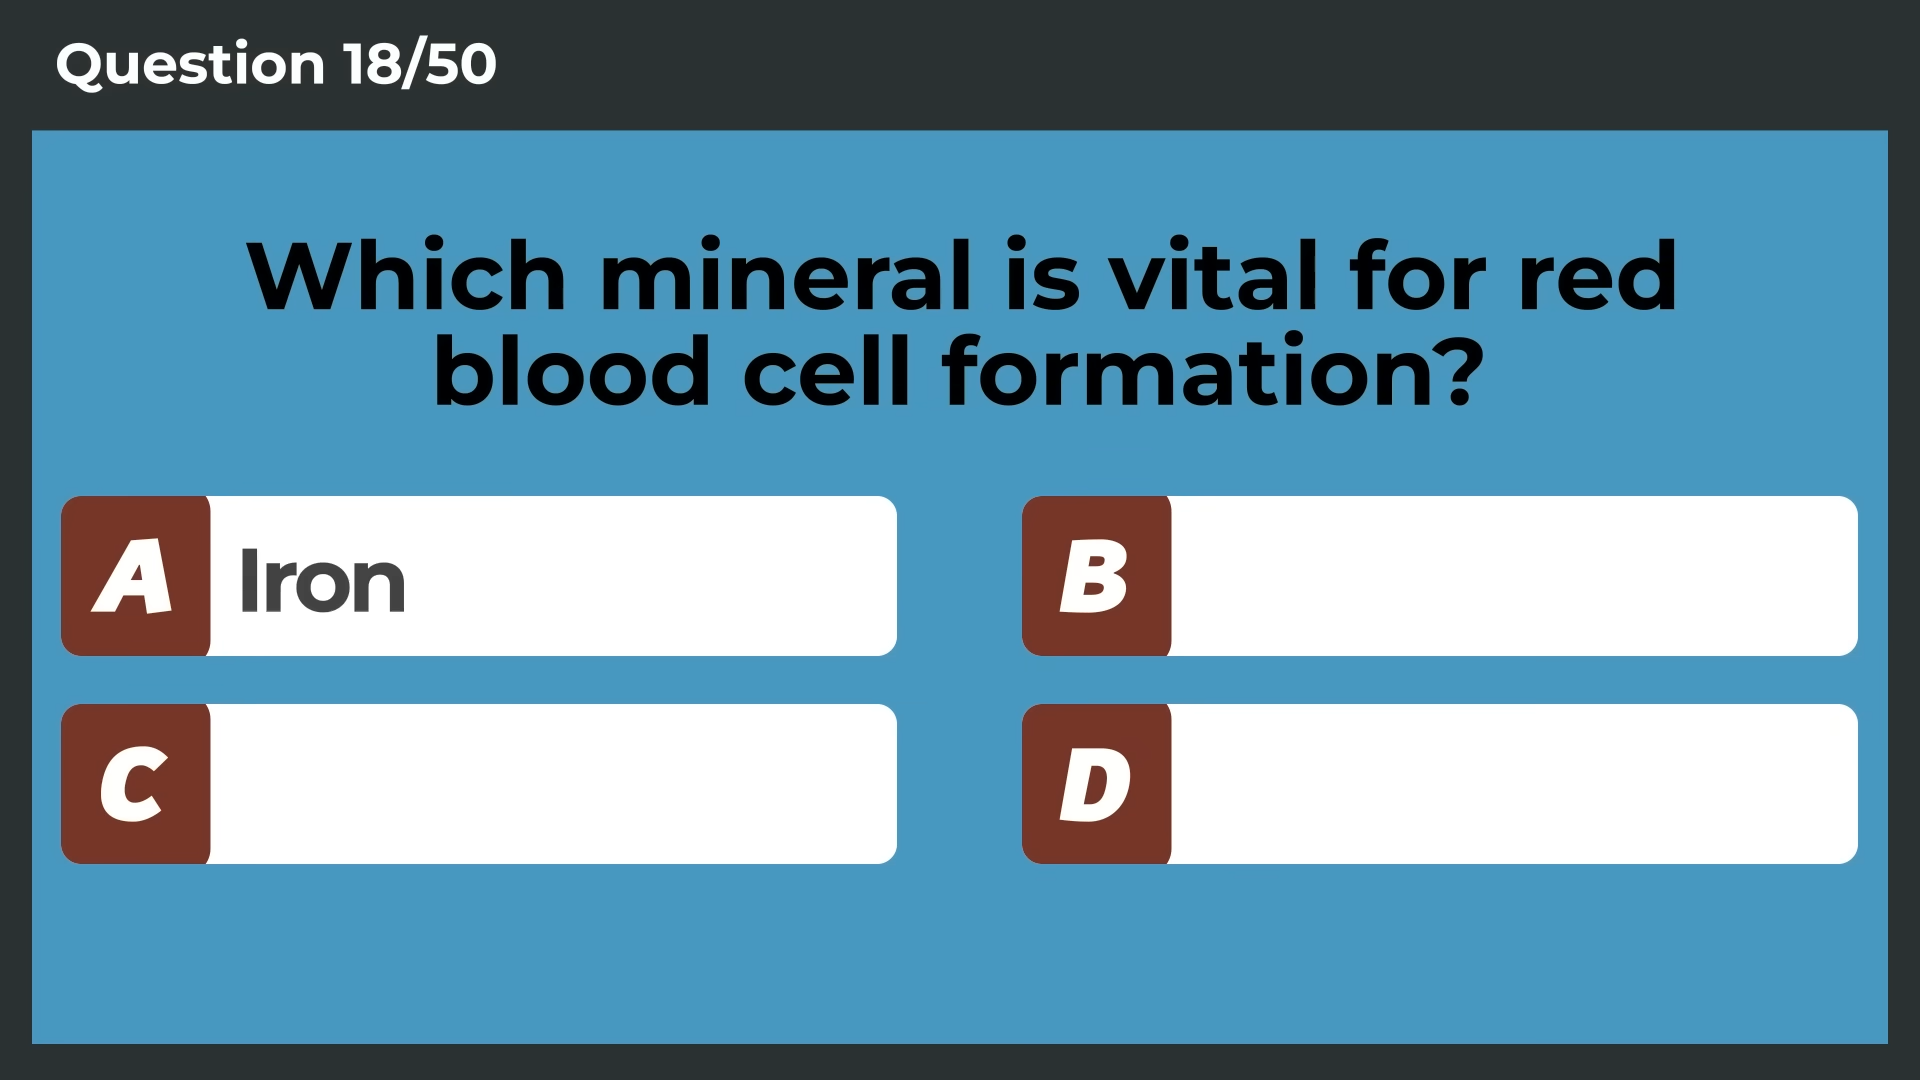 Question 18/50
Which mineral is vital for red
blood cell formation?
A Iron
B
C
D